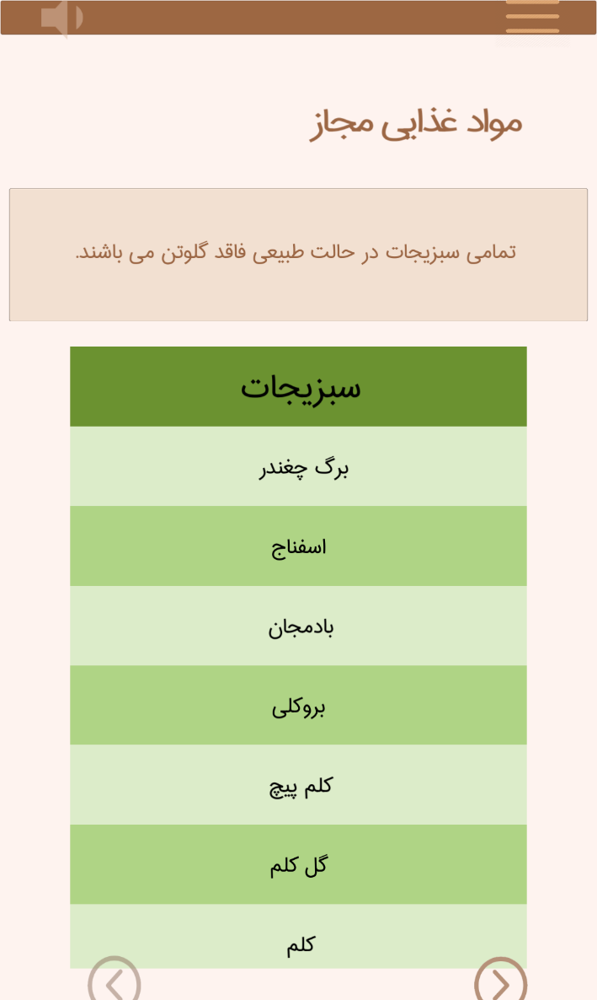 مواد غذایی مجاز
تمامی سبزیجات در حالت طبیعی فاقد گلوتن می باشند.
سبزیجات
برگ چغندر
اسفناج
بادمجان
بروکلی
کلم پیچ
گل کلم
کلم